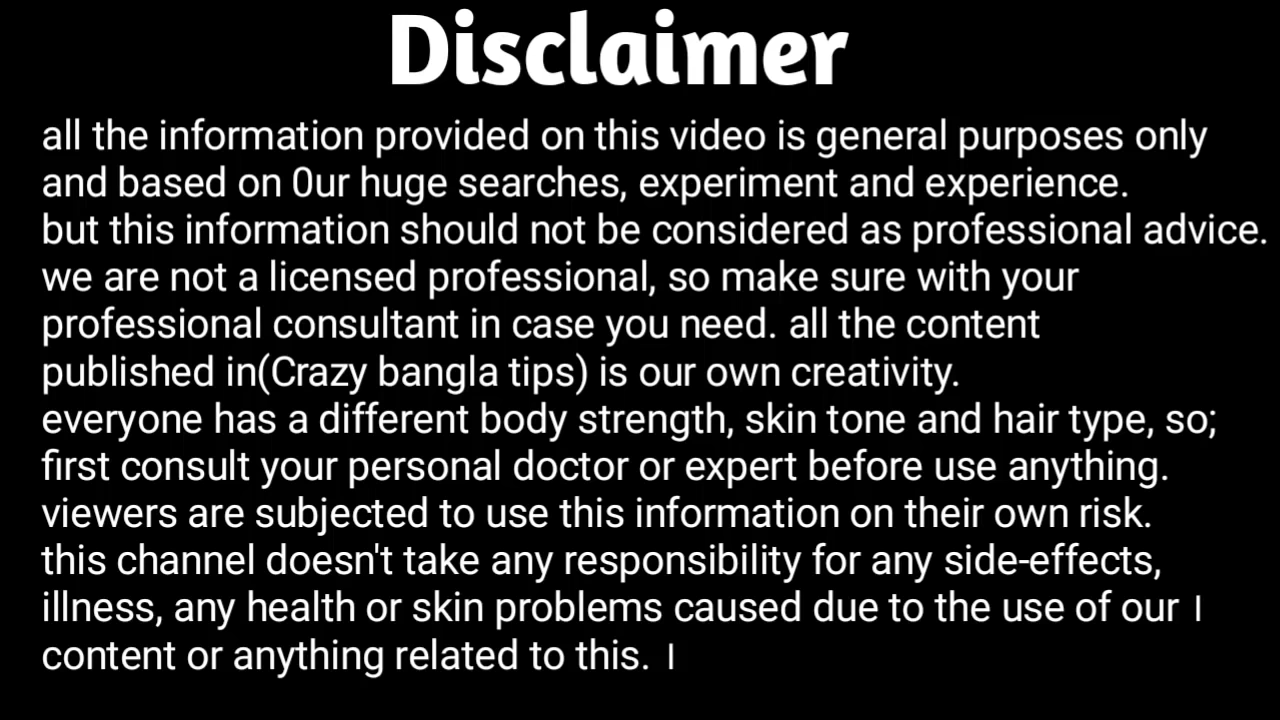 Disclaimer
all the information provided on this video is general purposes only
and based on 0ur huge searches, experiment and experience.
but this information should not be considered as professional advice.
we are not a licensed professional, so make sure with your
professional consultant in case you need. all the content
published in(Crazy bangla tips) is our own creativity.
everyone has a different body strength, skin tone and hair type, so;
first consult your personal doctor or expert before use anything.
viewers are subjected to use this information on their own risk.
this channel doesn't take any responsibility for any side-effects,
illness, any health or skin problems caused due to the use of our ।
content or anything related to this. ।